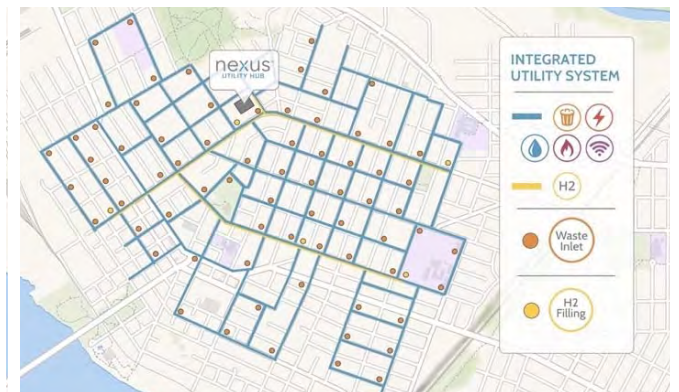 nexus
UTILITY HUB
INTEGRATED
UTILITY SYSTEM
H2
Waste
Inlet
H2
Filling